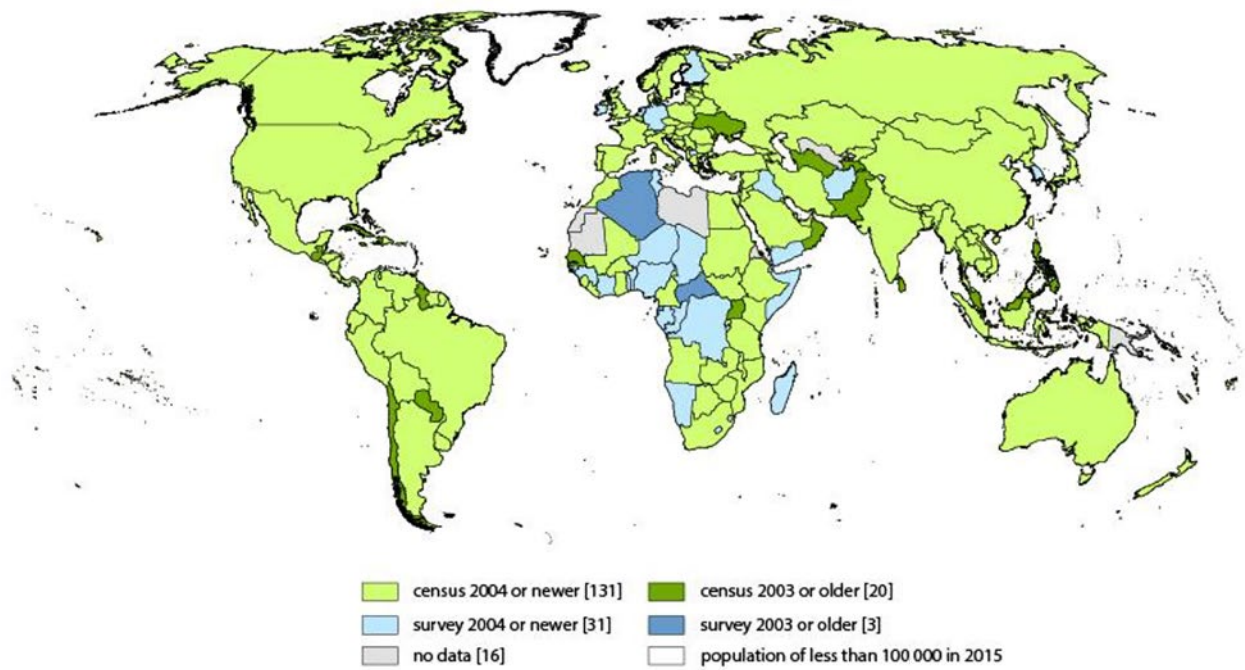 census 2004 or newer [131]
census 2003 or older [20]
survey 2004 or newer [31]
survey 2003 or older [3]
no data [16]
population of less than 100 000 in 2015